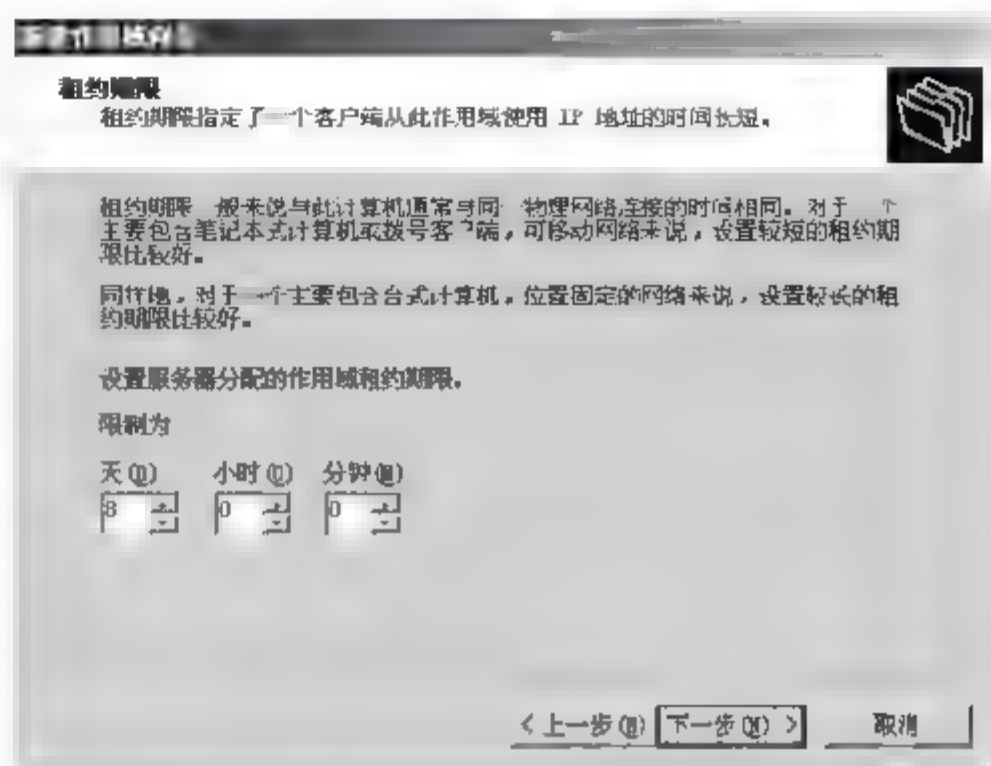 新建作用域向导
租约期限
租约期限指定了一个客户端从此作用域使用 IP 地址的时间长短。
租约期限一般来说与此计算机通常与同一物理网络连接的时间相同。对于一个
主要包含笔记本式计算机或拨号客户端，可移动网络来说，设置较短的租约期
限比较好。
同样地，对于一个主要包含台式计算机，位置固定的网络来说，设置较长的租
约期限比较好。
设置服务器分配的作用域租约期限。
限制为
天(D) 小时(O) 分钟(M)
8 0 0
< 上一步(B) 下一步(N) > 取消